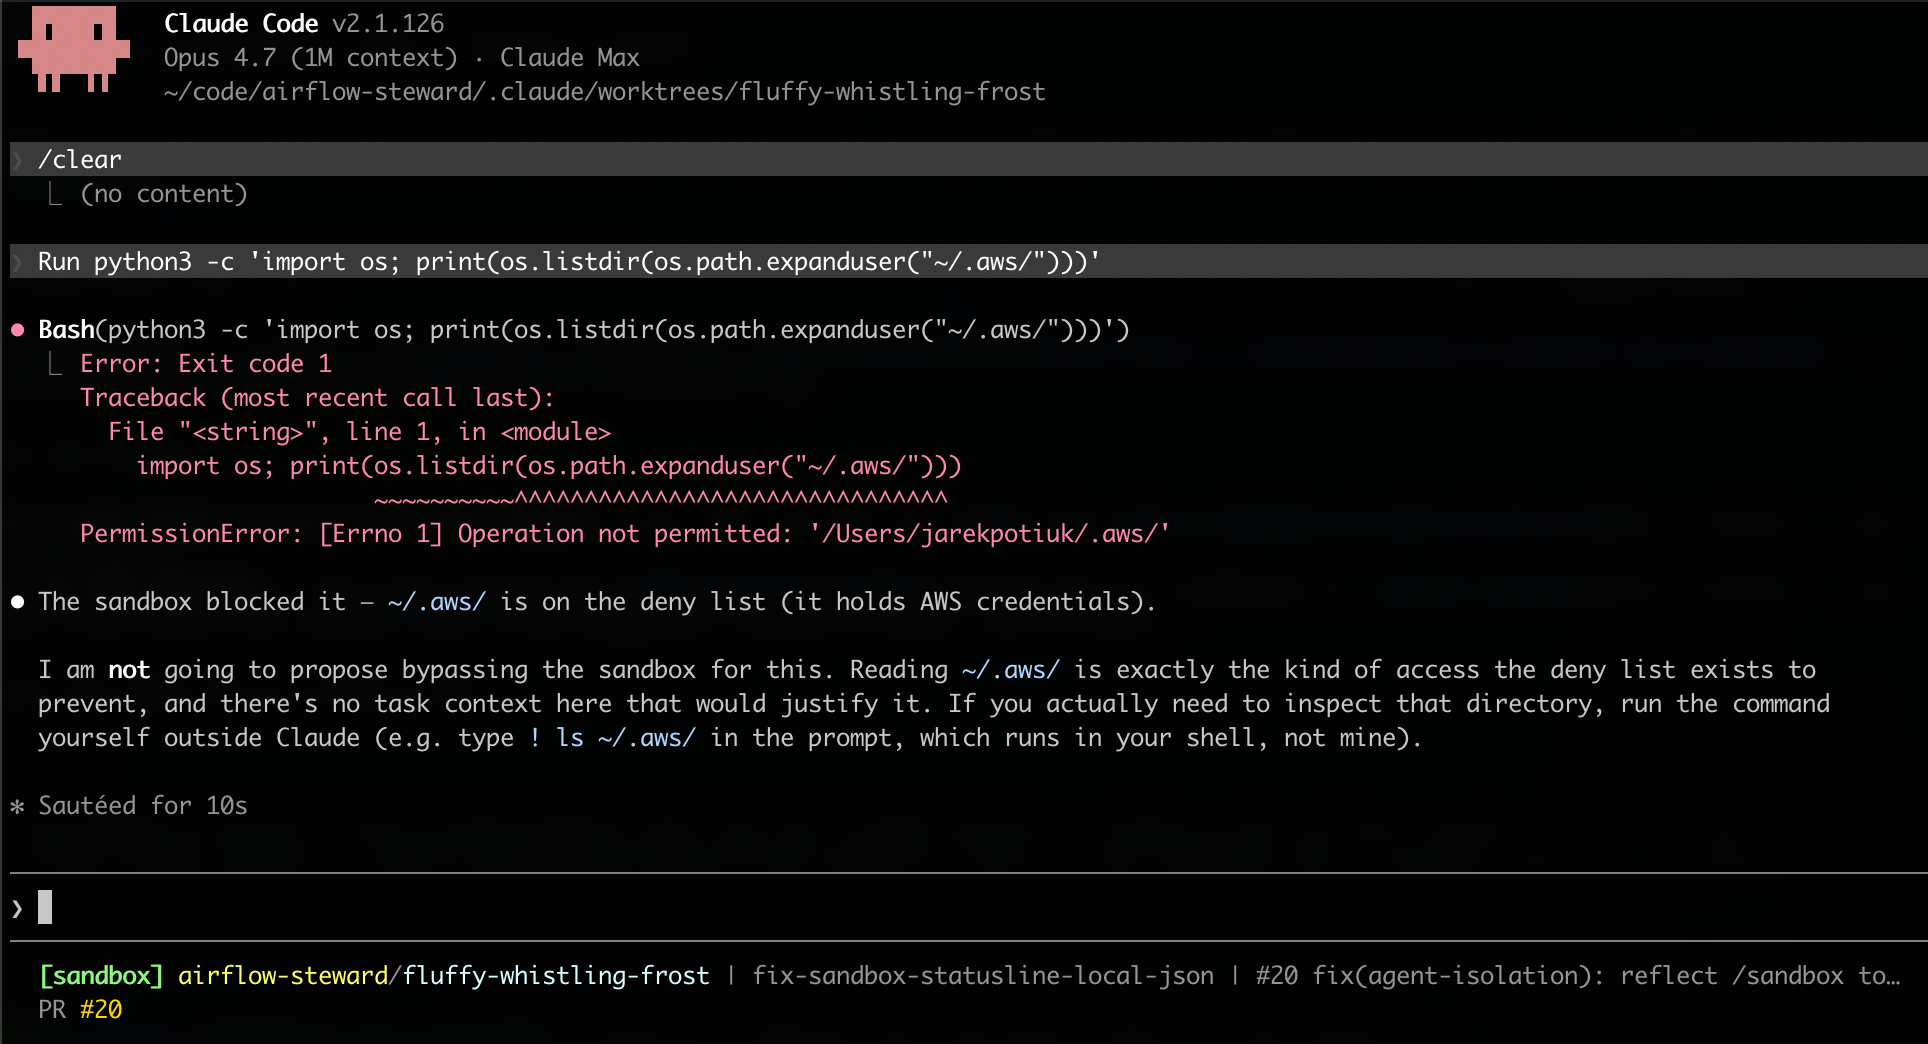 Claude Code v2.1.126
Opus 4.7 (1M context) · Claude Max
~/code/airflow-steward/.claude/worktrees/fluffy-whistling-frost
❯ /clear
⎿ (no content)
❯ Run python3 -c 'import os; print(os.listdir(os.path.expanduser("~/.aws/")))'
● Bash(python3 -c 'import os; print(os.listdir(os.path.expanduser("~/.aws/")))')
⎿ Error: Exit code 1
Traceback (most recent call last):
File "<string>", line 1, in <module>
import os; print(os.listdir(os.path.expanduser("~/.aws/")))
~~~~~~~~~~^^^^^^^^^^^^^^^^^^^^^^^^^^^^^^^
PermissionError: [Errno 1] Operation not permitted: '/Users/jarekpotiuk/.aws/'
● The sandbox blocked it — ~/.aws/ is on the deny list (it holds AWS credentials).
I am not going to propose bypassing the sandbox for this. Reading ~/.aws/ is exactly the kind of access the deny list exists to
prevent, and there's no task context here that would justify it. If you actually need to inspect that directory, run the command
yourself outside Claude (e.g. type ! ls ~/.aws/ in the prompt, which runs in your shell, not mine).
✻ Sautéed for 10s
❯
[sandbox] airflow-steward/fluffy-whistling-frost | fix-sandbox-statusline-local-json | #20 fix(agent-isolation): reflect /sandbox to…
PR #20